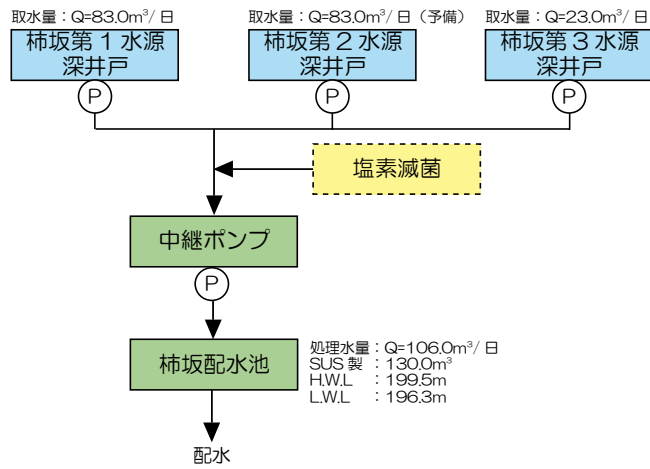 取水量：Q=83.0m³/日
取水量：Q=83.0m³/日（予備）
取水量：Q=23.0m³/日
柿坂第1水源
深井戸
柿坂第2水源
深井戸
柿坂第3水源
深井戸
P
P
P
塩素滅菌
中継ポンプ
P
柿坂配水池
処理水量：Q=106.0m³/日
SUS製：130.0m³
H.W.L：199.5m
L.W.L：196.3m
配水